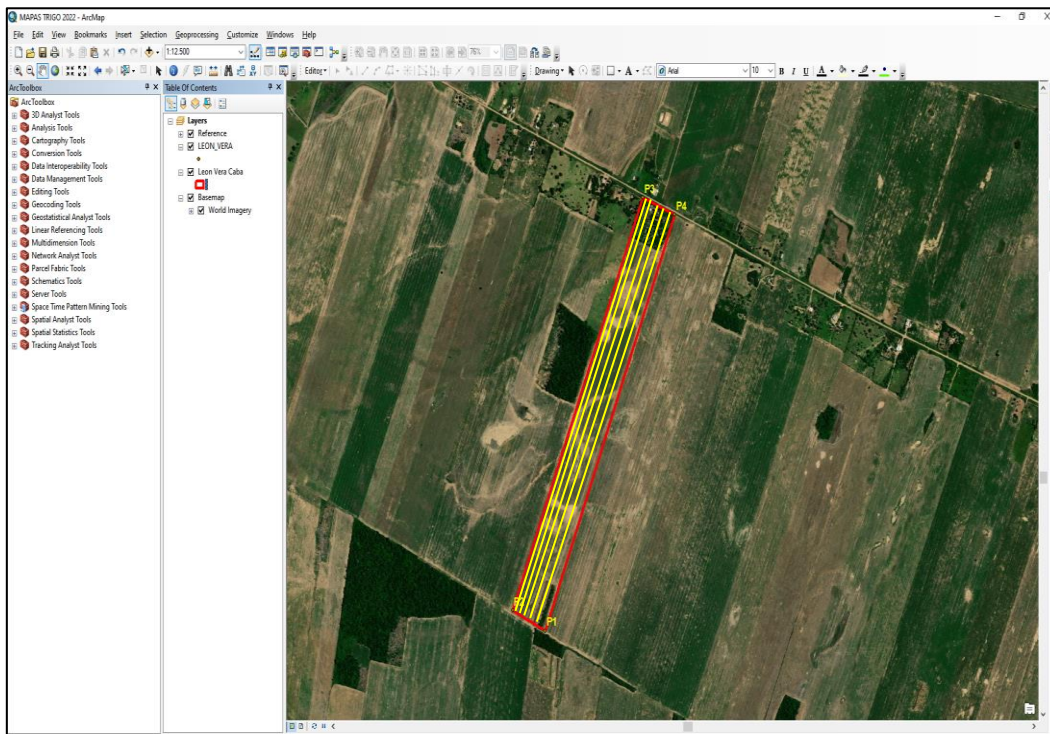 MAPAS TRIGO 2022 - ArcMap
File Edit View Bookmarks Insert Selection Geoprocessing Customize Windows Help
1:12.500
76%
Editor
Drawing
Arial
10
B I U A
ArcToolbox
ArcToolbox
3D Analyst Tools
Analysis Tools
Cartography Tools
Conversion Tools
Data Interoperability Tools
Data Management Tools
Editing Tools
Geocoding Tools
Geostatistical Analyst Tools
Linear Referencing Tools
Multidimension Tools
Network Analyst Tools
Parcel Fabric Tools
Schematics Tools
Server Tools
Space Time Pattern Mining Tools
Spatial Analyst Tools
Spatial Statistics Tools
Tracking Analyst Tools
Table Of Contents
Layers
Reference
LEON_VERA
Leon Vera Caba
Basemap
World Imagery
P3
P4
P2
P1